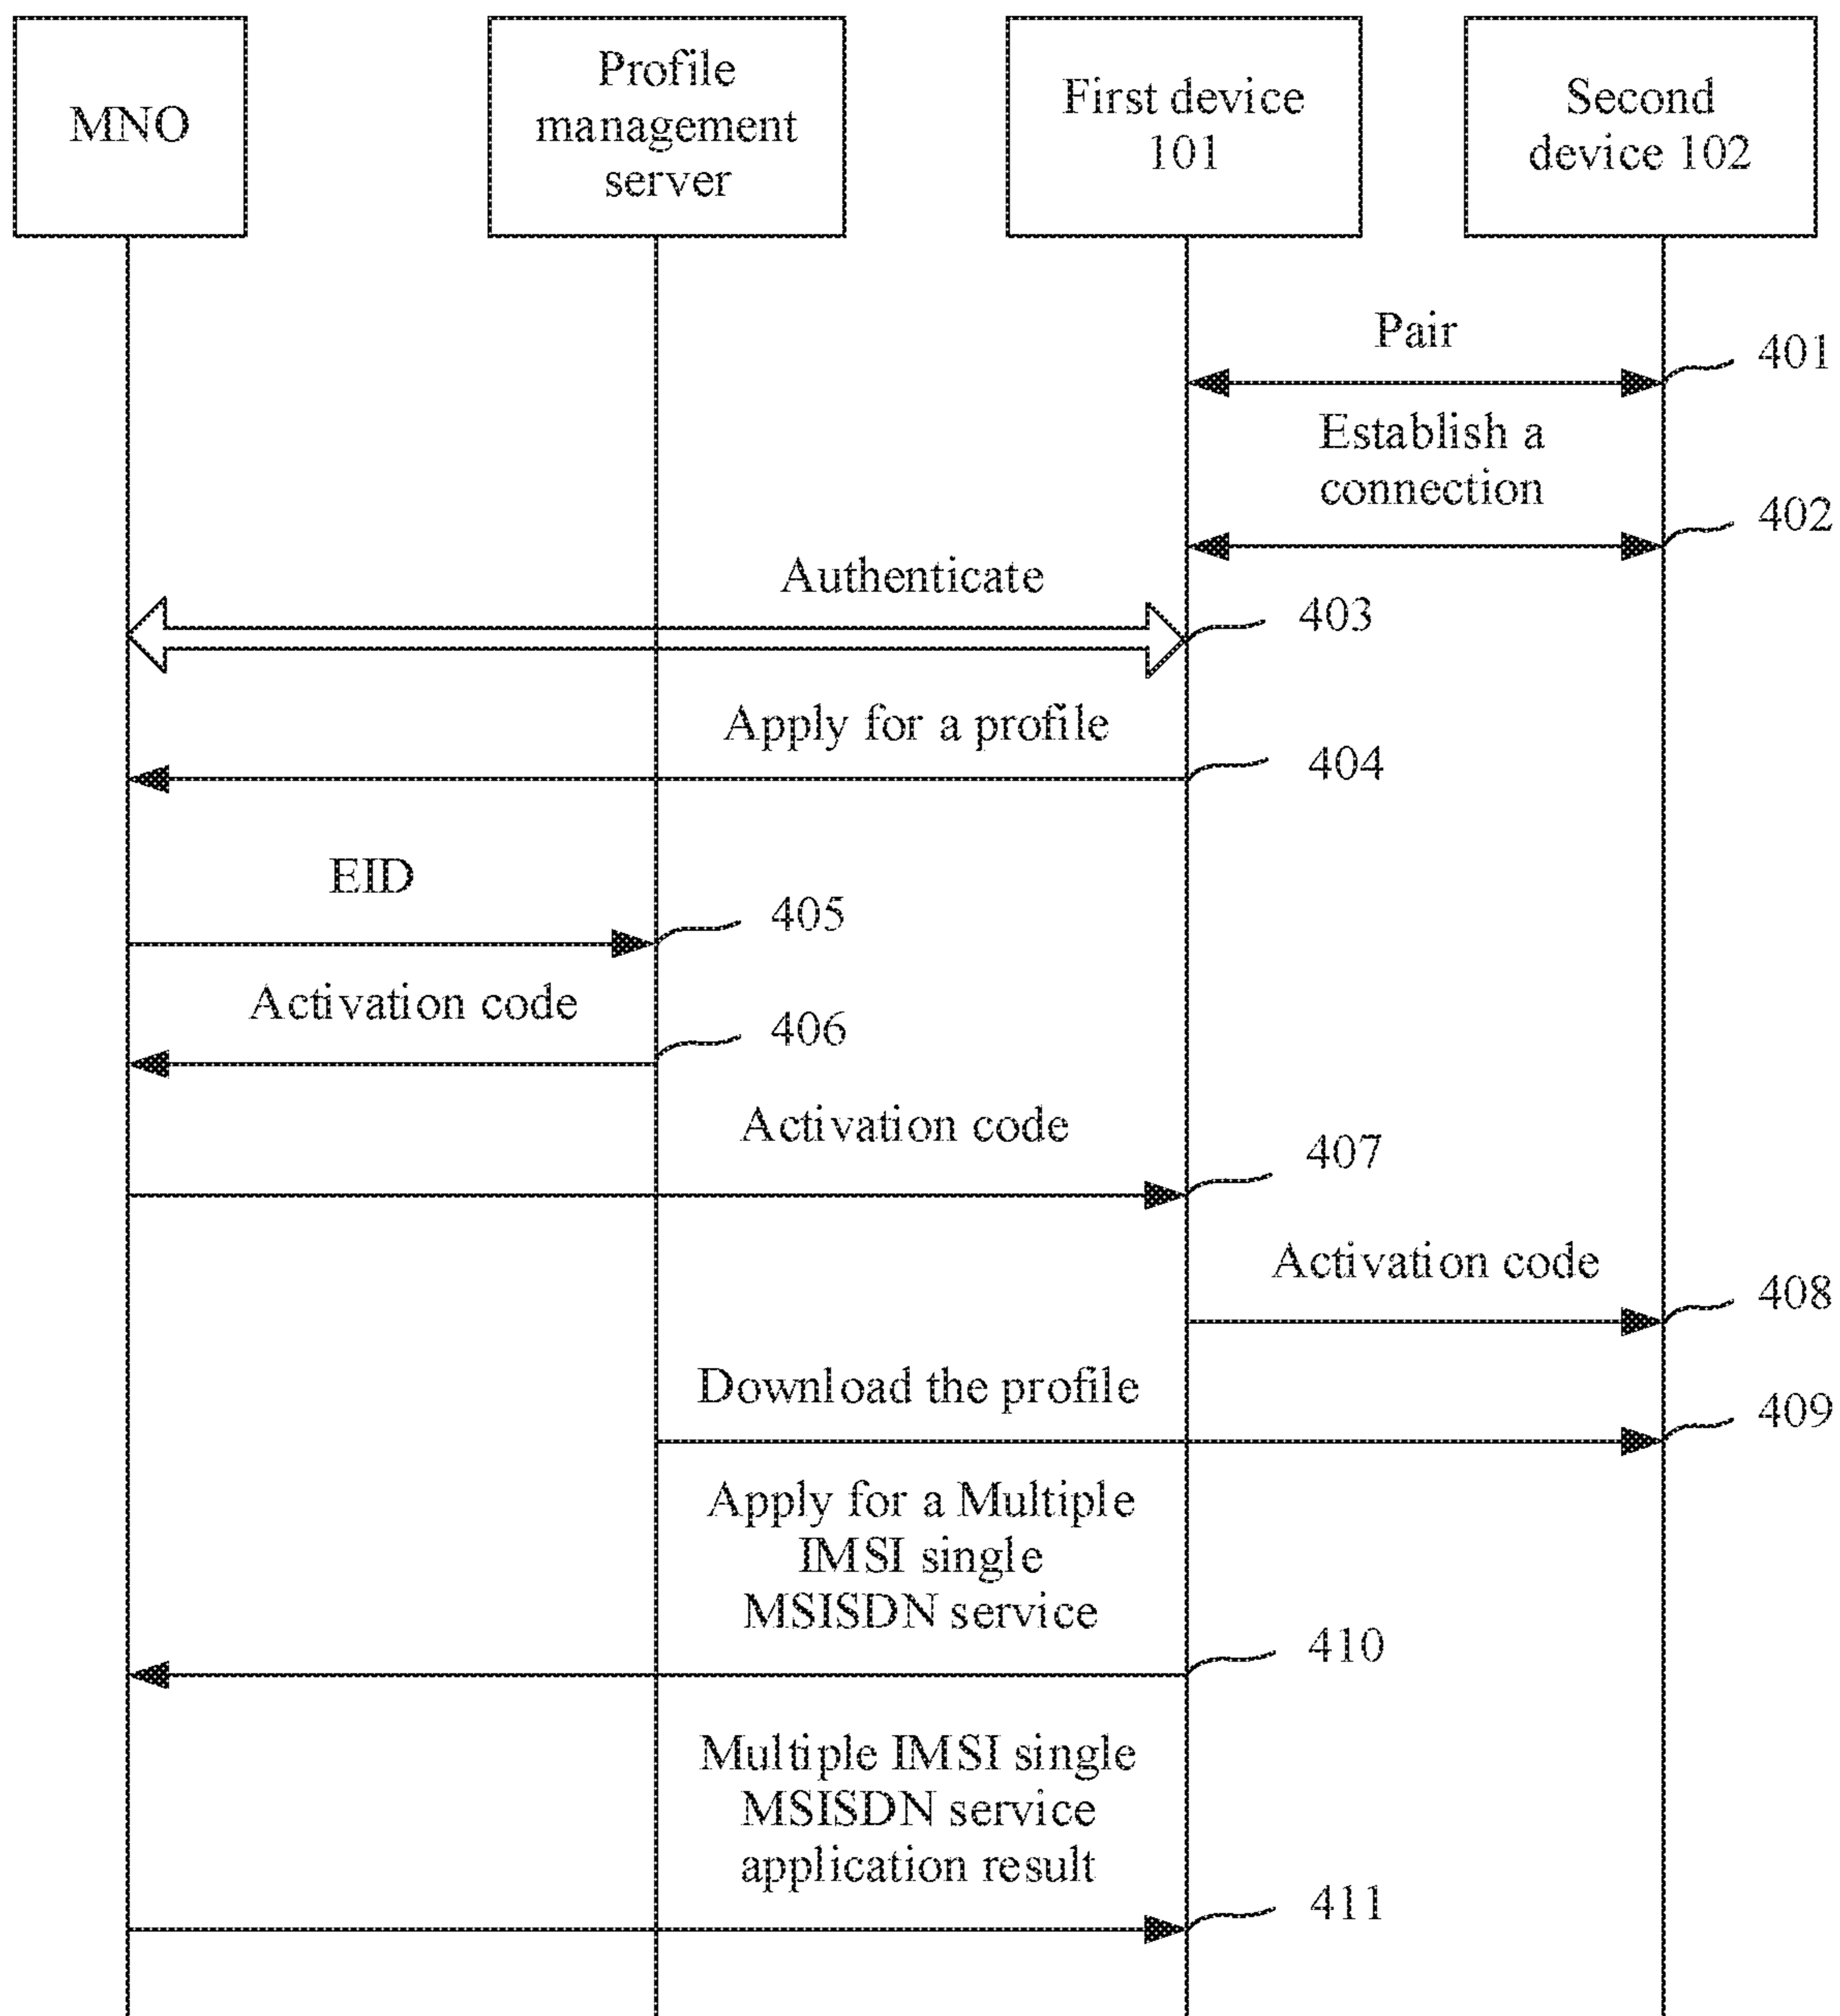 MNO
Profile
management
server
First device
101
Second
device 102
Pair
401
Establish a
connection
402
Authenticate
403
Apply for a profile
404
EID
405
Activation code
406
Activation code
407
Activation code
408
Download the profile
409
Apply for a Multiple
IMSI single
MSISDN service
410
Multiple IMSI single
MSISDN service
application result
411